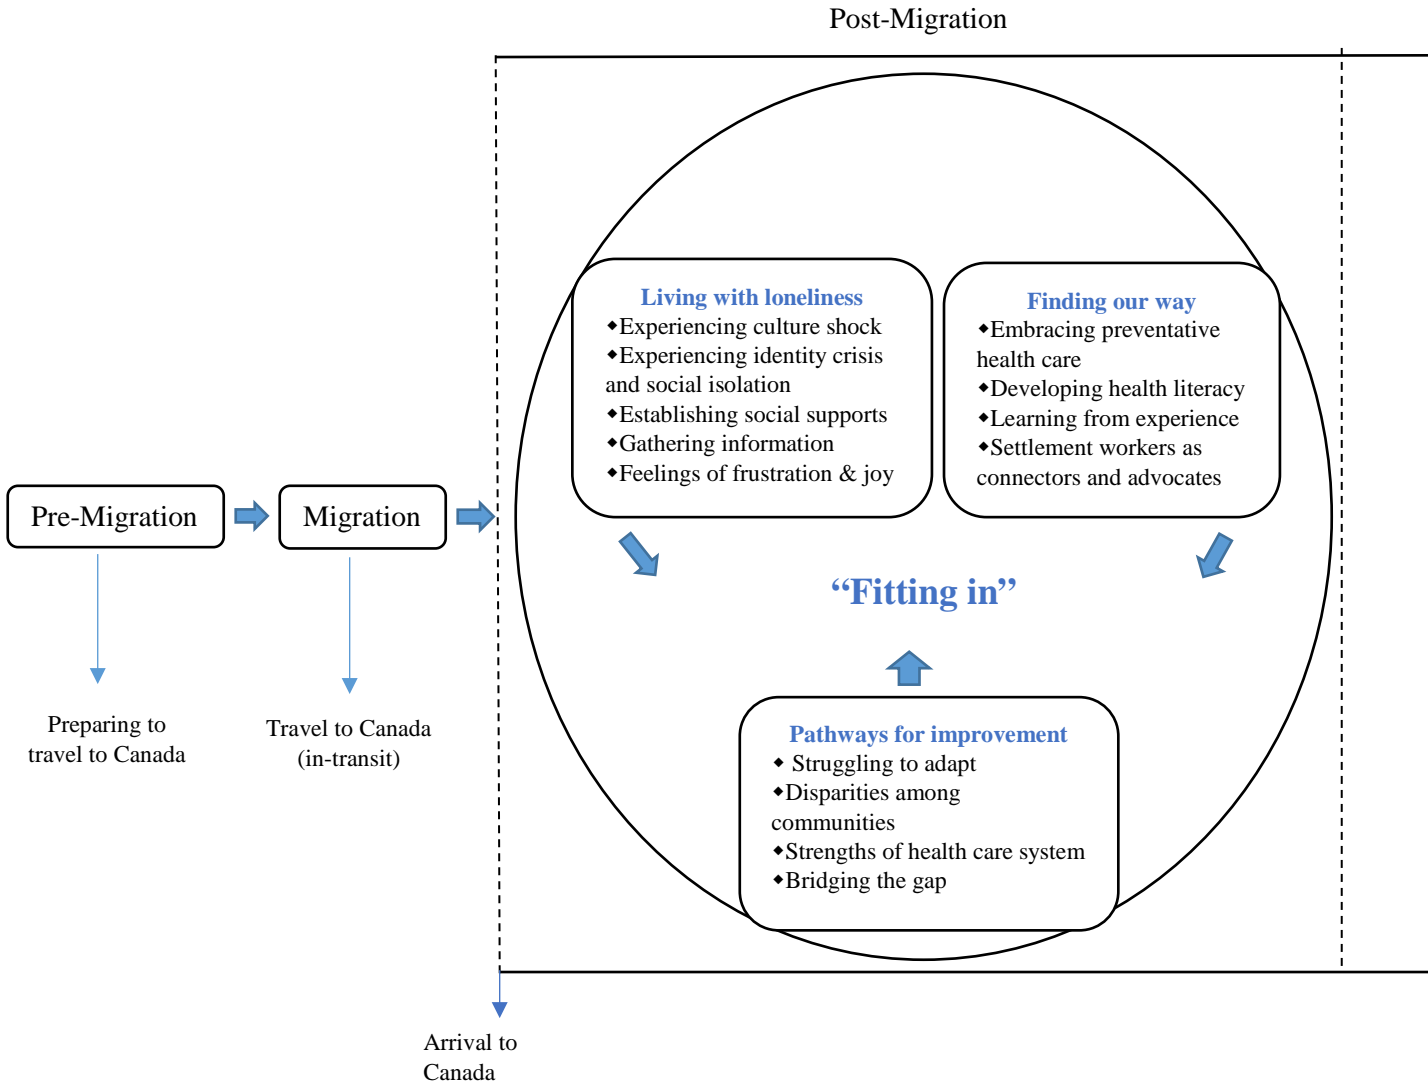 Post-Migration
Living with loneliness
◆Experiencing culture shock
◆Experiencing identity crisis
and social isolation
◆Establishing social supports
◆Gathering information
◆Feelings of frustration & joy
Finding our way
◆Embracing preventative
health care
◆Developing health literacy
◆Learning from experience
◆Settlement workers as
connectors and advocates
Pre-Migration
Migration
“Fitting in”
Preparing to
travel to Canada
Travel to Canada
(in-transit)
Pathways for improvement
◆ Struggling to adapt
◆Disparities among
communities
◆Strengths of health care system
◆Bridging the gap
Arrival to
Canada